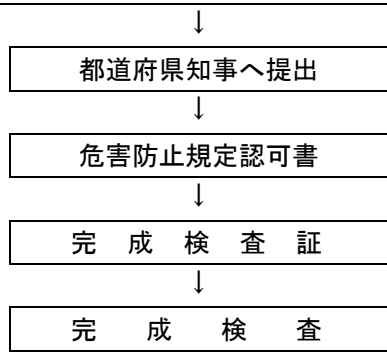 ↓
都道府県知事へ提出
↓
危害防止規定認可書
↓
完成検査証
↓
完成検査